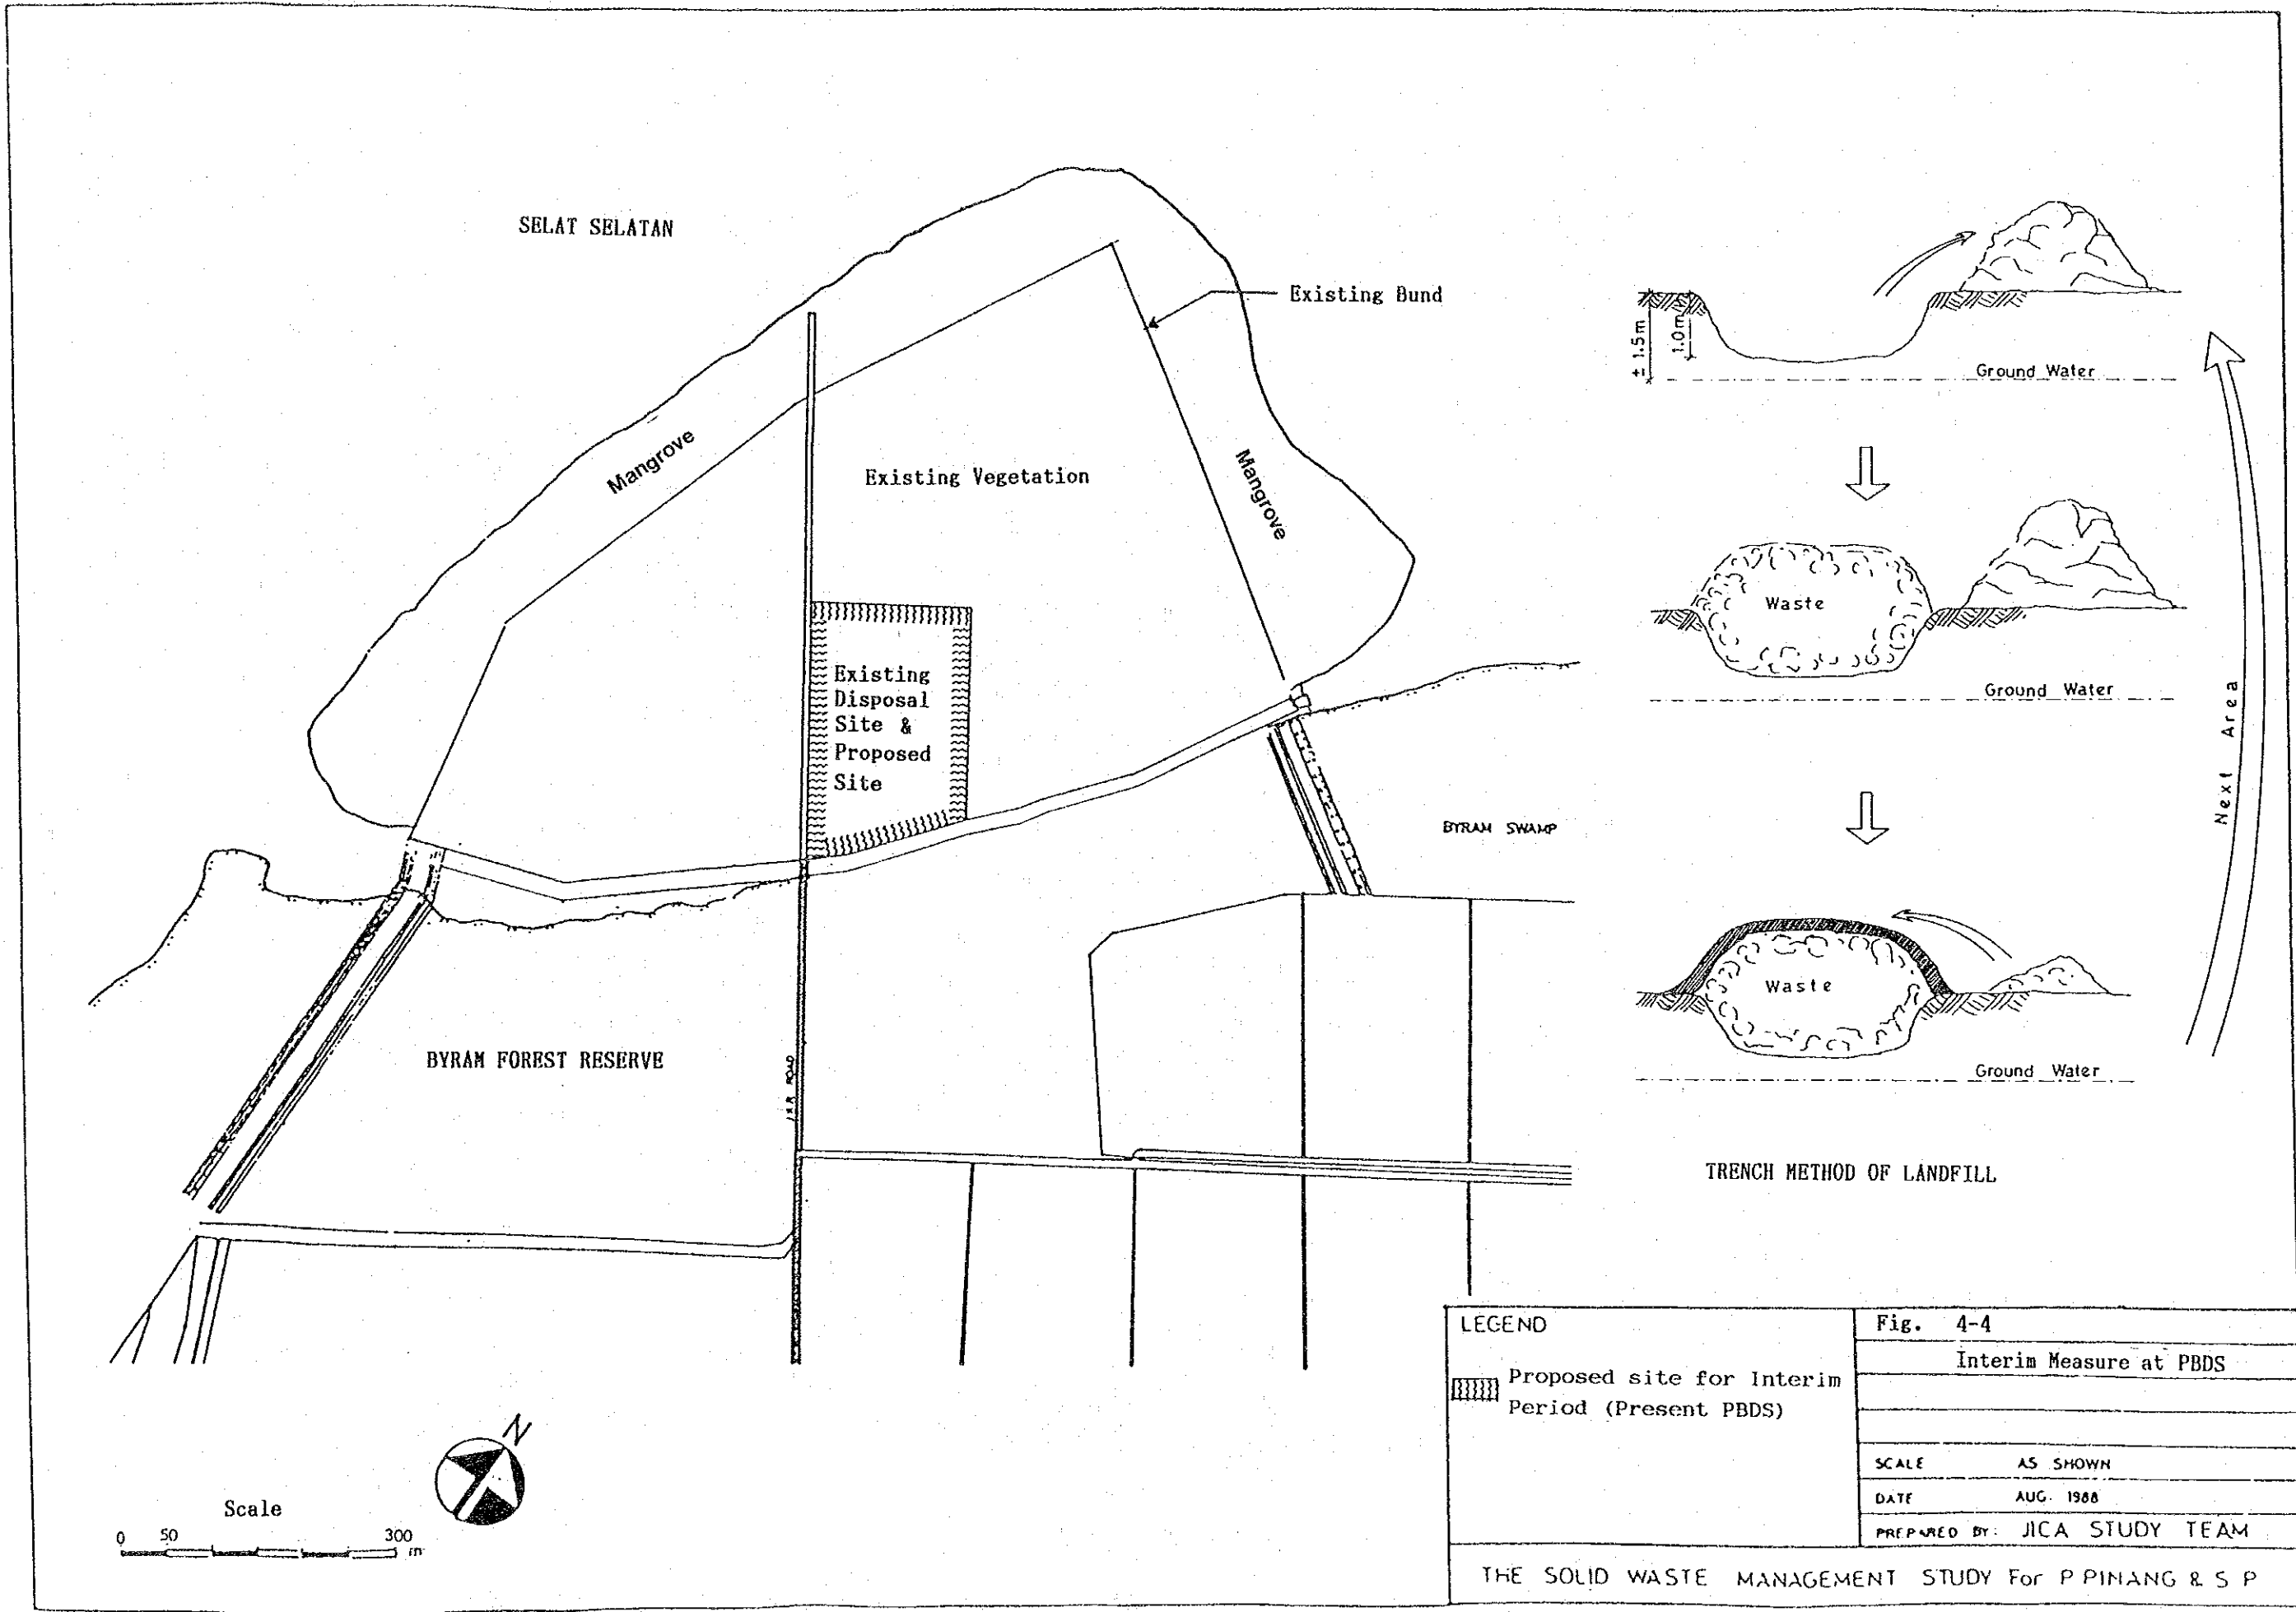 SELAT SELATAN
Existing Bund
Mangrove
Existing Vegetation
Mangrove
Existing
Disposal
Site &
Proposed
Site
BYRAM SWAMP
BYRAM FOREST RESERVE
ROAD
± 1.5m
1.0m
Ground Water
Waste
Ground Water
Waste
Ground Water
Next Area
TRENCH METHOD OF LANDFILL
N
Scale
0 50 300
m
LEGEND
Proposed site for Interim
Period (Present PBDS)
Fig. 4-4
Interim Measure at PBDS
SCALE AS SHOWN
DATE AUG. 1988
PREPARED BY: JICA STUDY TEAM
THE SOLID WASTE MANAGEMENT STUDY For P PINANG & S P